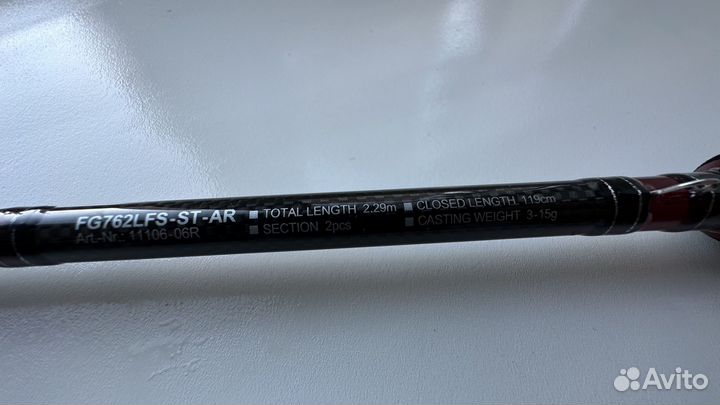 FG762LFS-ST-AR ■ TOTAL LENGTH 2.29m ■ CLOSED LENGTH 119cm
Art.-Nr.: 11106-06R ■ SECTION 2pcs ■ CASTING WEIGHT 3-15g
Avito